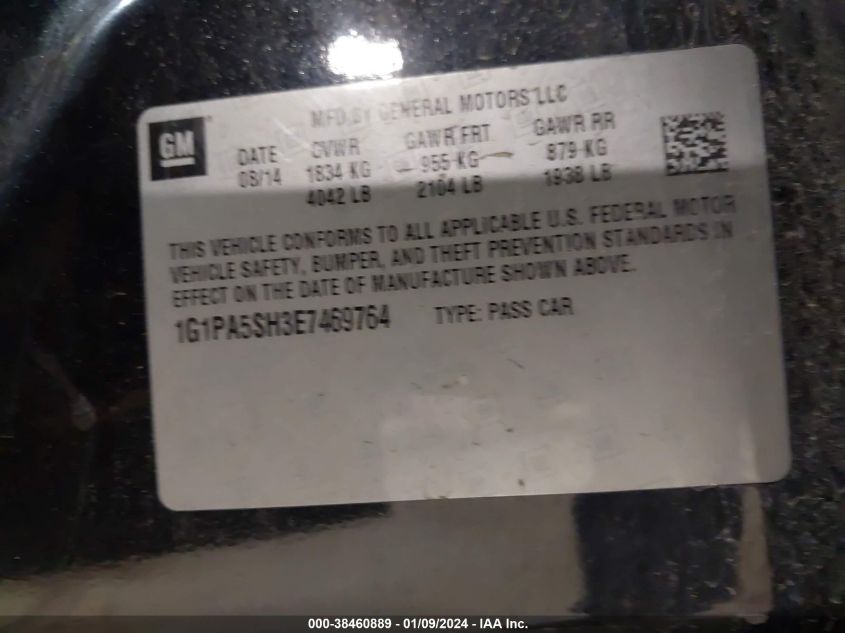 GM
MFD BY GENERAL MOTORS LLC
DATE GVWR GAWR FRT GAWR RR
08/14 1834 KG 955 KG 879 KG
4042 LB 2104 LB 1938 LB
THIS VEHICLE CONFORMS TO ALL APPLICABLE U.S. FEDERAL MOTOR
VEHICLE SAFETY, BUMPER, AND THEFT PREVENTION STANDARDS IN
EFFECT ON THE DATE OF MANUFACTURE SHOWN ABOVE.
1G1PA5SH3E7469764 TYPE: PASS CAR
000-38460889 - 01/09/2024 - IAA Inc.